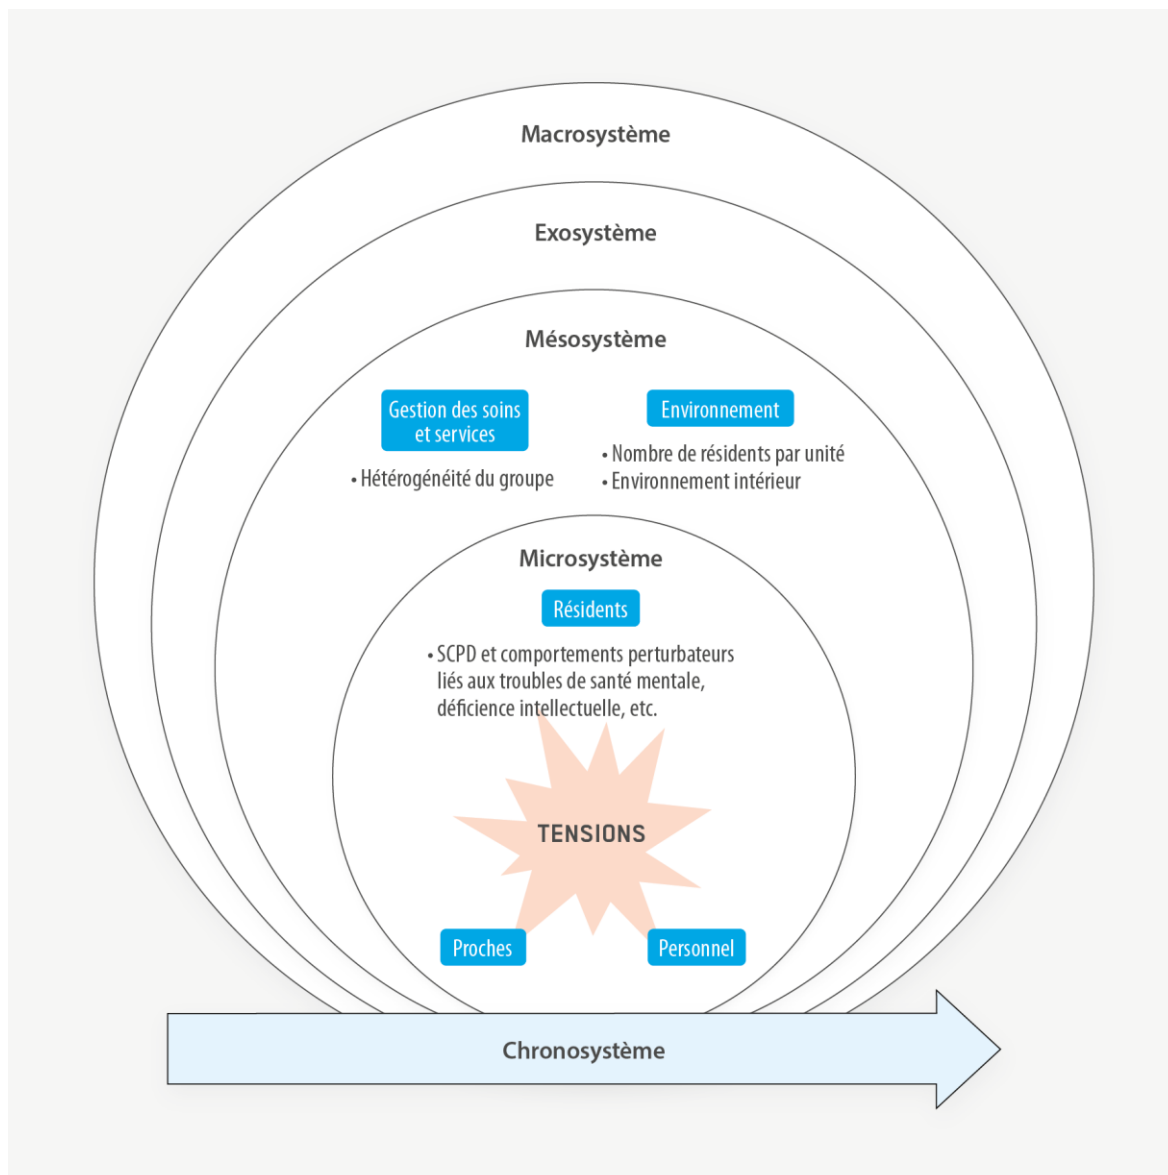 Macrosystème
Exosystème
Mésosystème
Gestion des soins
et services
• Hétérogénéité du groupe
Environnement
• Nombre de résidents par unité
• Environnement intérieur
Microsystème
Résidents
• SCPD et comportements perturbateurs
liés aux troubles de santé mentale,
déficience intellectuelle, etc.
TENSIONS
Proches
Personnel
Chronosystème